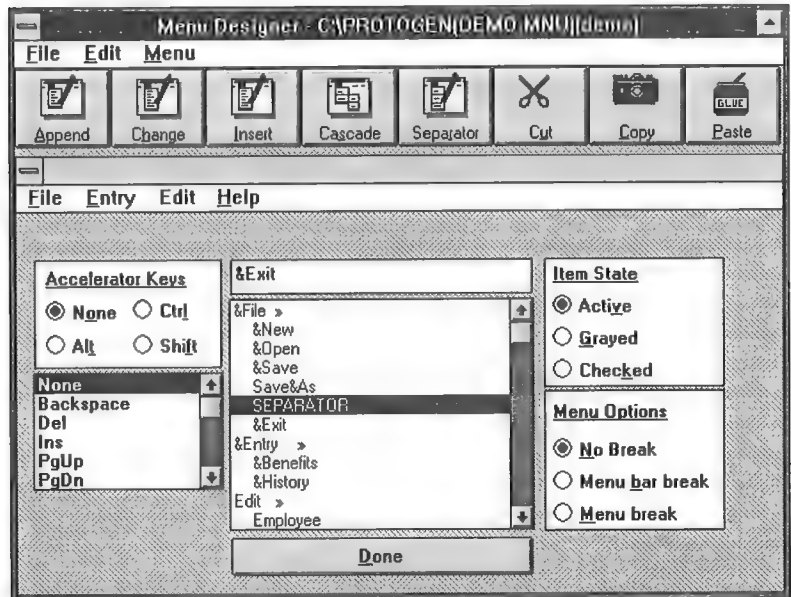 Menu Designer - C:\PROTOGEN\[DEMO.MNU][demo]
File Edit Menu
Append Change Insert Cascade Separator Cut Copy Paste
GLUE
File Entry Edit Help
Accelerator Keys
None Ctrl
Alt Shift
None
Backspace
Del
Ins
PgUp
PgDn
&Exit
&File »
&New
&Open
&Save
Save&As
SEPARATOR
&Exit
&Entry »
&Benefits
&History
Edit »
Employee
Done
Item State
Active
Grayed
Checked
Menu Options
No Break
Menu bar break
Menu break